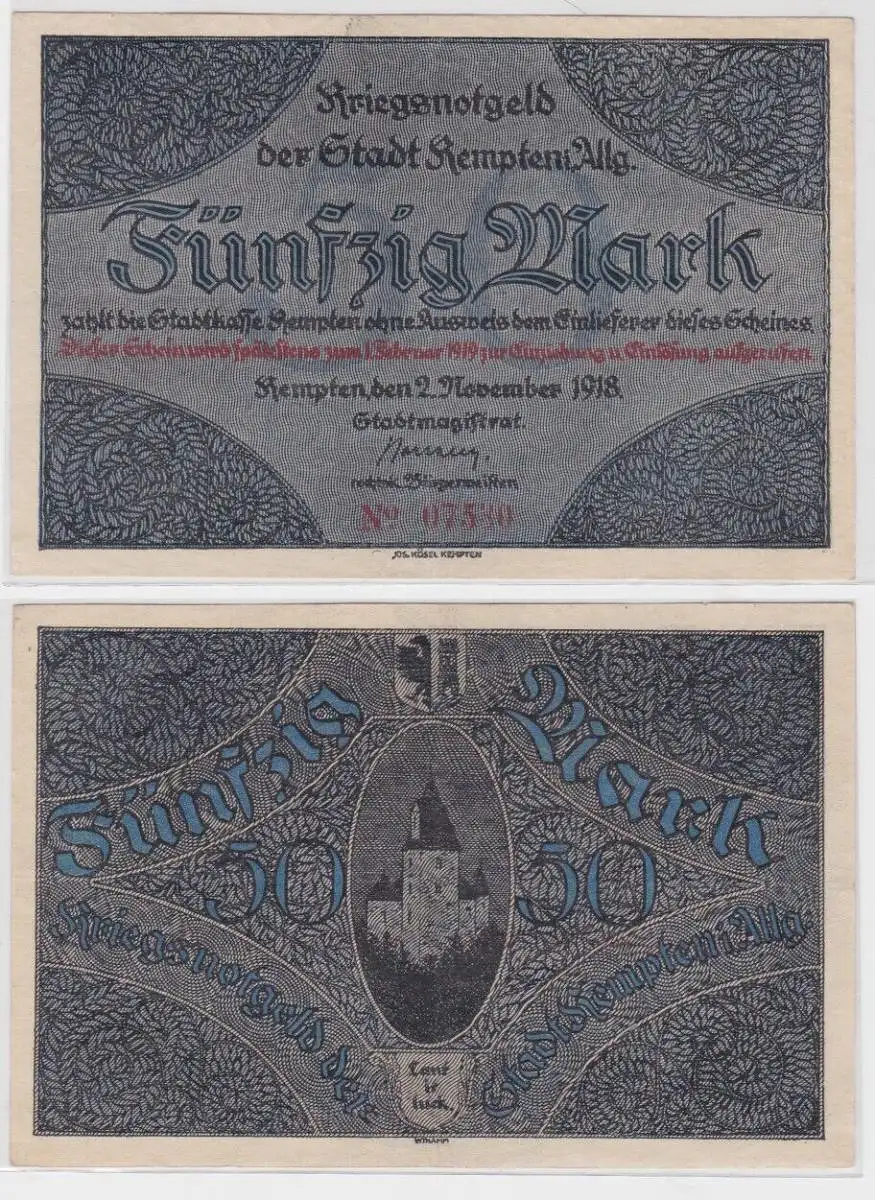 Kriegsnotgeld
der Stadt Kempten i. Allg.
Fünfzig Mark
zahlt die Stadtkasse Kempten ohne Ausweis dem Einlieferer dieses Scheines
Dieser Schein wird spätestens zum 1. Februar 1919 zur Einziehung u. Einlösung aufgerufen.
Kempten, den 2. November 1918.
Stadtmagistrat.
rechtsk. Bürgermeister
50
No 07530
JOS. KÖSEL KEMPTEN
Fünfzig Mark
50 50
Kriegsnotgeld der Stadt Kempten i. Allg
luck.